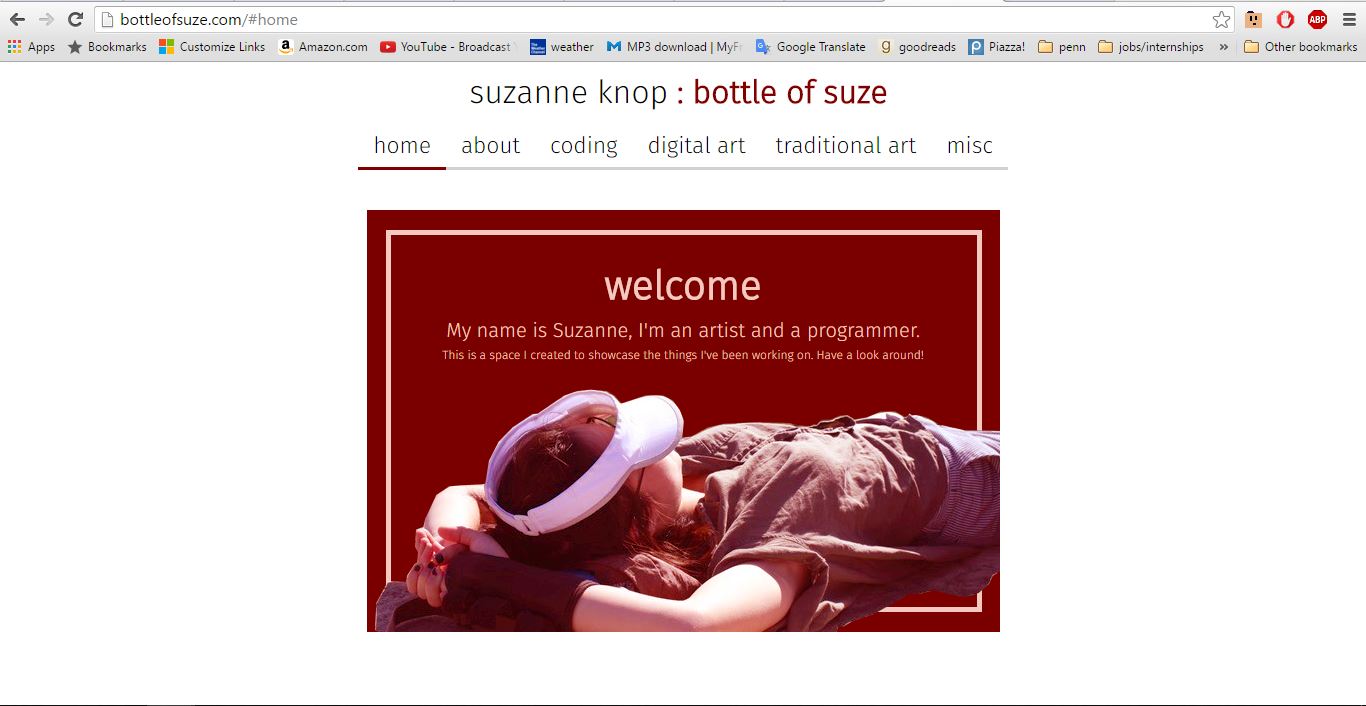 bottleofsuze.com/#home
ABP
Apps Bookmarks Customize Links Amazon.com YouTube - Broadcast weather MP3 download | MyFr Google Translate goodreads Piazza! penn jobs/internships » Other bookmarks
suzanne knop : bottle of suze
home about coding digital art traditional art misc
welcome
My name is Suzanne, I'm an artist and a programmer.
This is a space I created to showcase the things I've been working on. Have a look around!